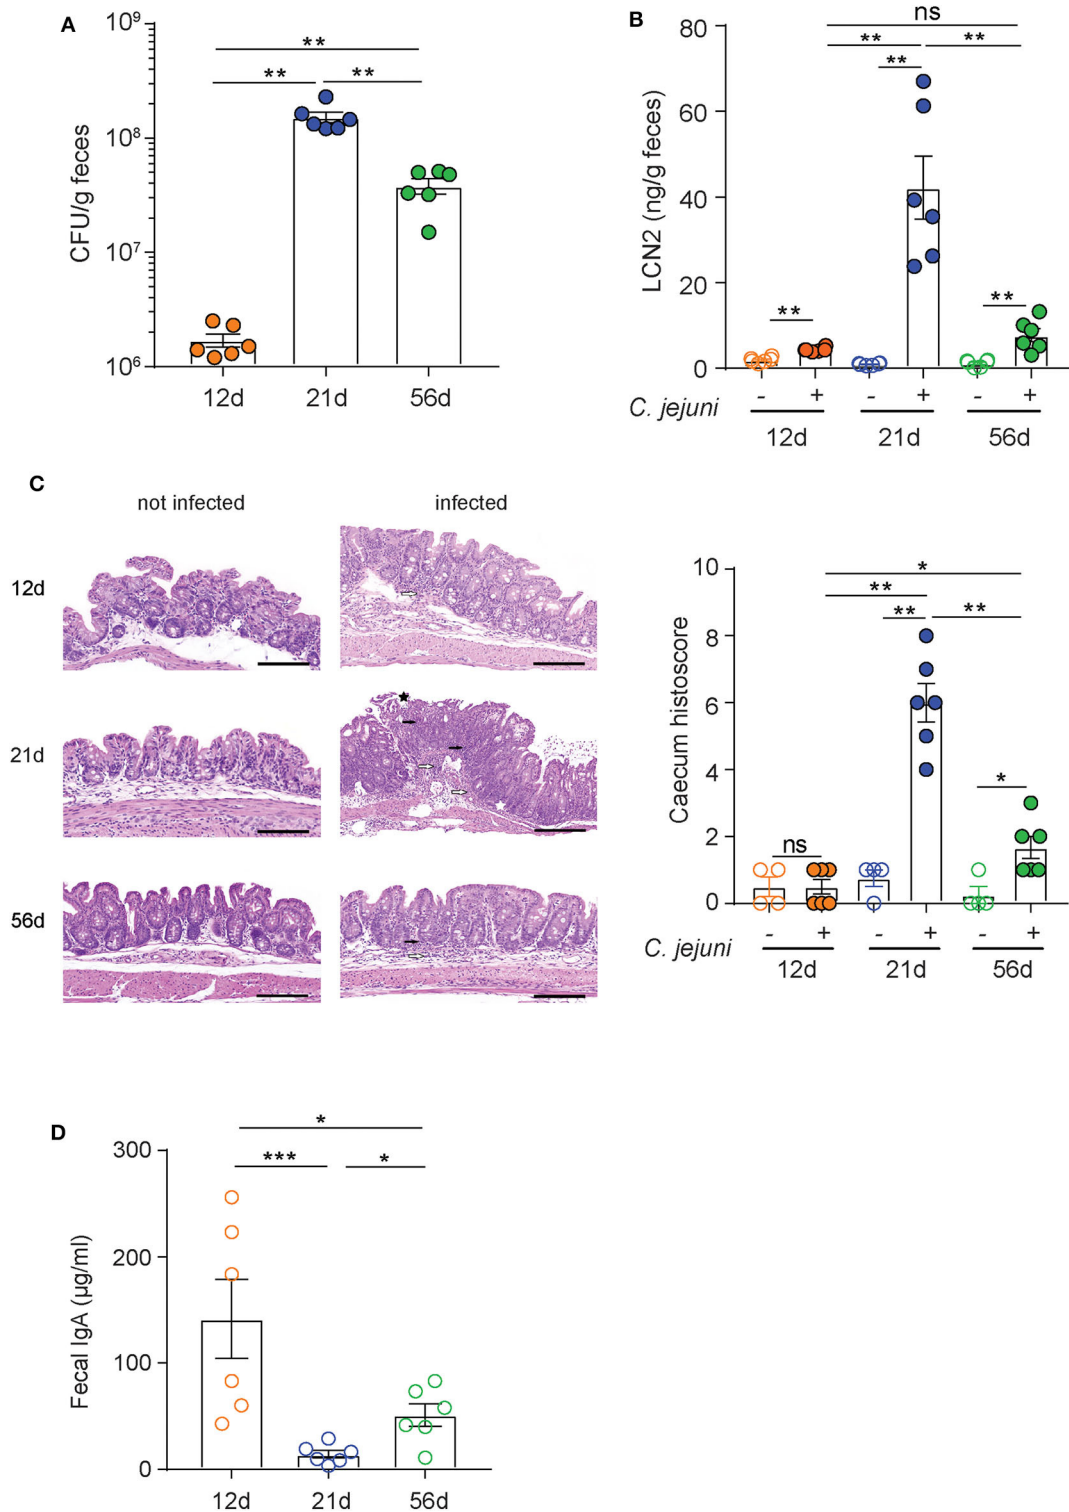 A
CFU/g feces
10⁹
10⁸
10⁷
10⁶
**
** **
12d 21d 56d
B
LCN2 (ng/g feces)
80
60
40
20
0
ns
** **
**
**
**
- + - + - +
C. jejuni
12d 21d 56d
C
not infected infected
12d
21d
56d
Caecum histoscore
10
8
6
4
2
0
*
**
** **
*
ns
- + - + - +
C. jejuni
12d 21d 56d
D
Fecal IgA (µg/ml)
300
200
100
0
*
*** *
12d 21d 56d